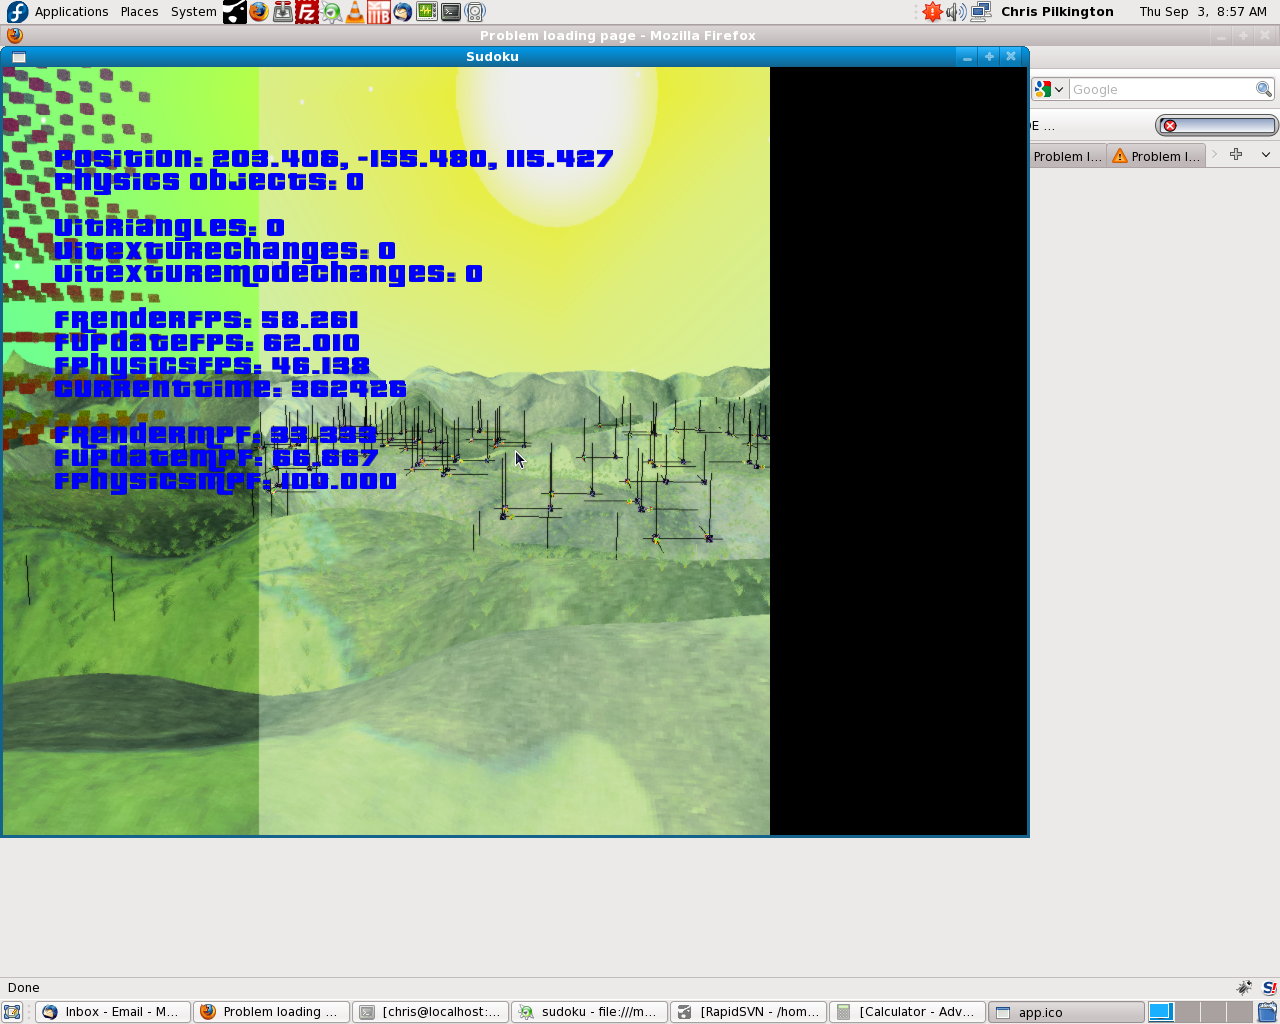 Applications Places System
Chris Pilkington
Thu Sep 3, 8:57 AM
Problem loading page - Mozilla Firefox
Sudoku
Google
DE ...
Problem l...
Problem l...
Position: 203.406, -155.480, 115.427
Physics Objects: 0
uiTriangles: 0
uiTextureChanges: 0
uiTextureModeChanges: 0
fRenderFPS: 58.261
fUpdateFPS: 62.010
fPhysicsFPS: 46.138
CurrentTime: 362426
fRenderMPF: 33.333
fUpdateMPF: 66.667
fPhysicsMPF: 100.000
Done
Inbox - Email - M...
Problem loading ...
[chris@localhost:...
sudoku - file:///m...
[RapidSVN - /hom...
[Calculator - Adv...
app.ico